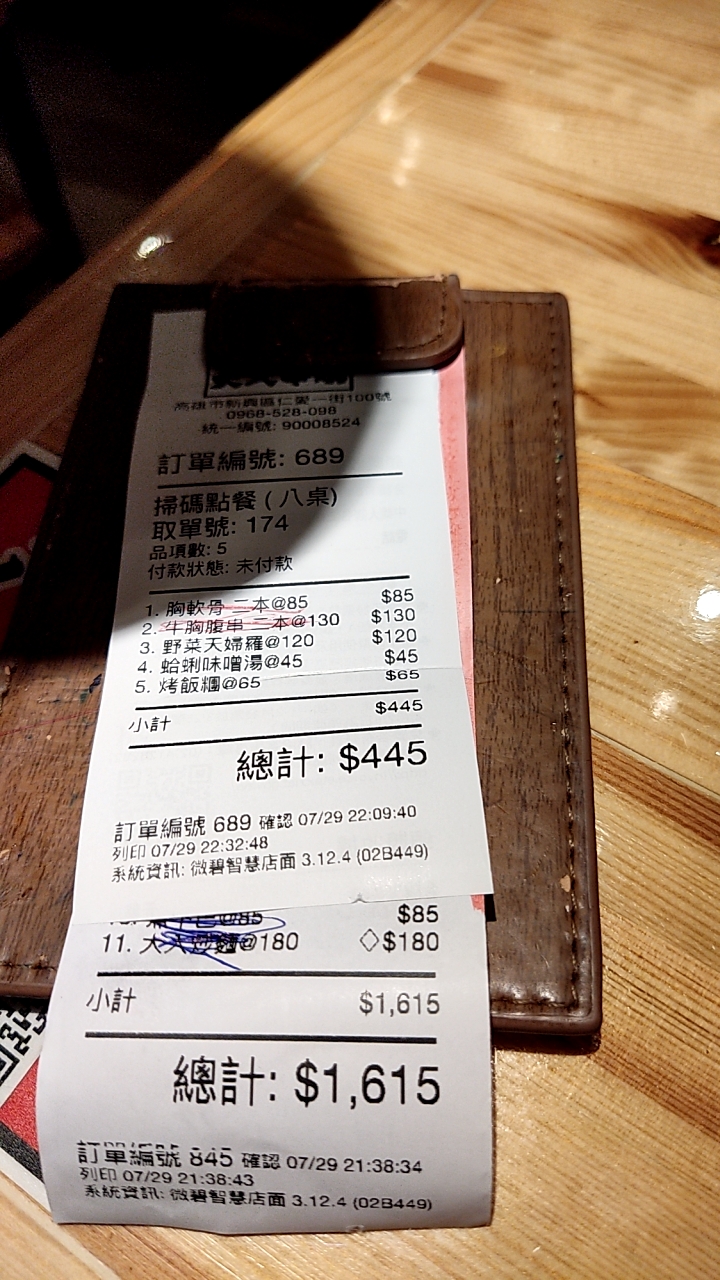 高雄市新興區仁愛一街100號
0968-528-098
統一編號: 90008524
訂單編號: 689
掃碼點餐 ( 八桌)
取單號: 174
品項數: 5
付款狀態: 未付款
1. 胸軟骨 二本@85 $85
2. 牛胸腹串 二本@130 $130
3. 野菜天婦羅@120 $120
4. 蛤蜊味噌湯@45 $45
5. 烤飯糰@65 $65
小計 $445
總計: $445
訂單編號 689 確認 07/29 22:09:40
列印 07/29 22:32:48
系統資訊: 微碧智慧店面 3.12.4 (02B449)
@85 $85
11. 大人炒麵@180 ◇$180
小計 $1,615
總計: $1,615
訂單編號 845 確認 07/29 21:38:34
列印 07/29 21:38:43
系統資訊: 微碧智慧店面 3.12.4 (02B449)